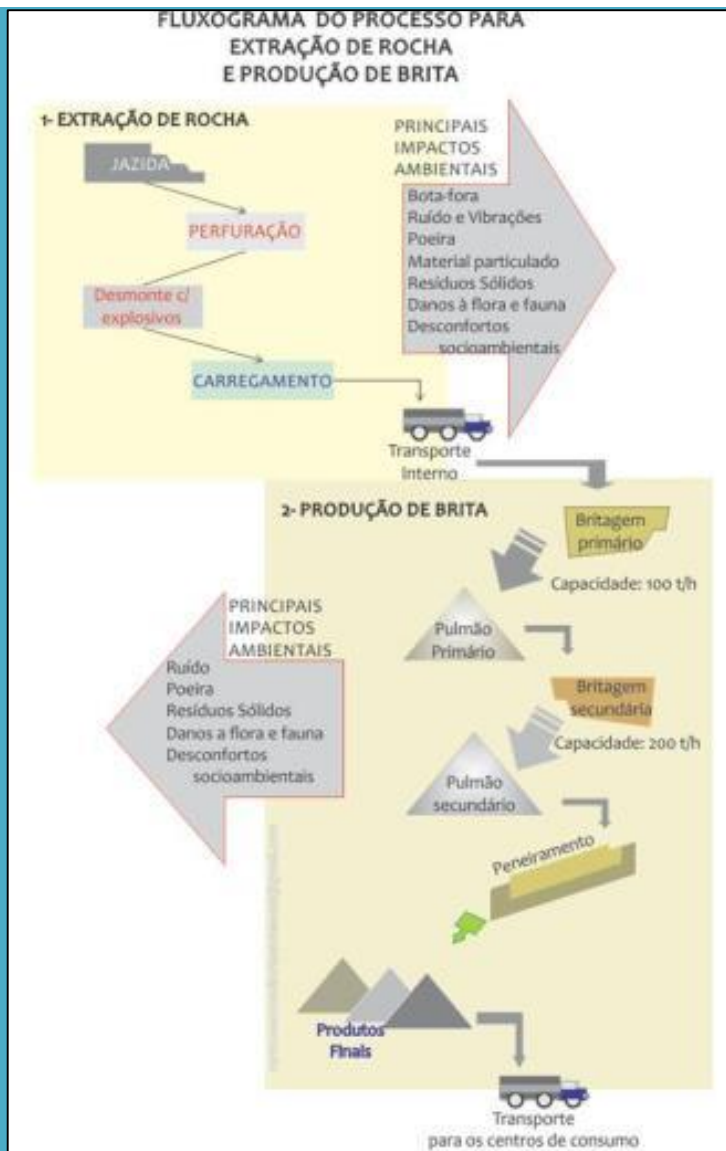 FLUXOGRAMA DO PROCESSO PARA
EXTRAÇÃO DE ROCHA
E PRODUÇÃO DE BRITA
1- EXTRAÇÃO DE ROCHA
JAZIDA
PERFURAÇÃO
Desmonte c/
explosivos
CARREGAMENTO
PRINCIPAIS
IMPACTOS
AMBIENTAIS
Bota-fora
Ruído e Vibrações
Poeira
Material particulado
Resíduos Sólidos
Danos à flora e fauna
Desconfortos
socioambientais
Transporte
Interno
2- PRODUÇÃO DE BRITA
Britagem
primário
Capacidade: 100 t/h
Pulmão
Primário
Britagem
secundária
Capacidade: 200 t/h
Pulmão
secundário
Peneiramento
PRINCIPAIS
IMPACTOS
AMBIENTAIS
Ruído
Poeira
Resíduos Sólidos
Danos a flora e fauna
Desconfortos
socioambientais
Produtos
Finais
Transporte
para os centros de consumo